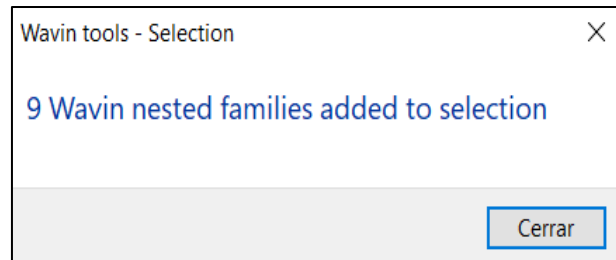 Wavin tools - Selection
9 Wavin nested families added to selection
Cerrar